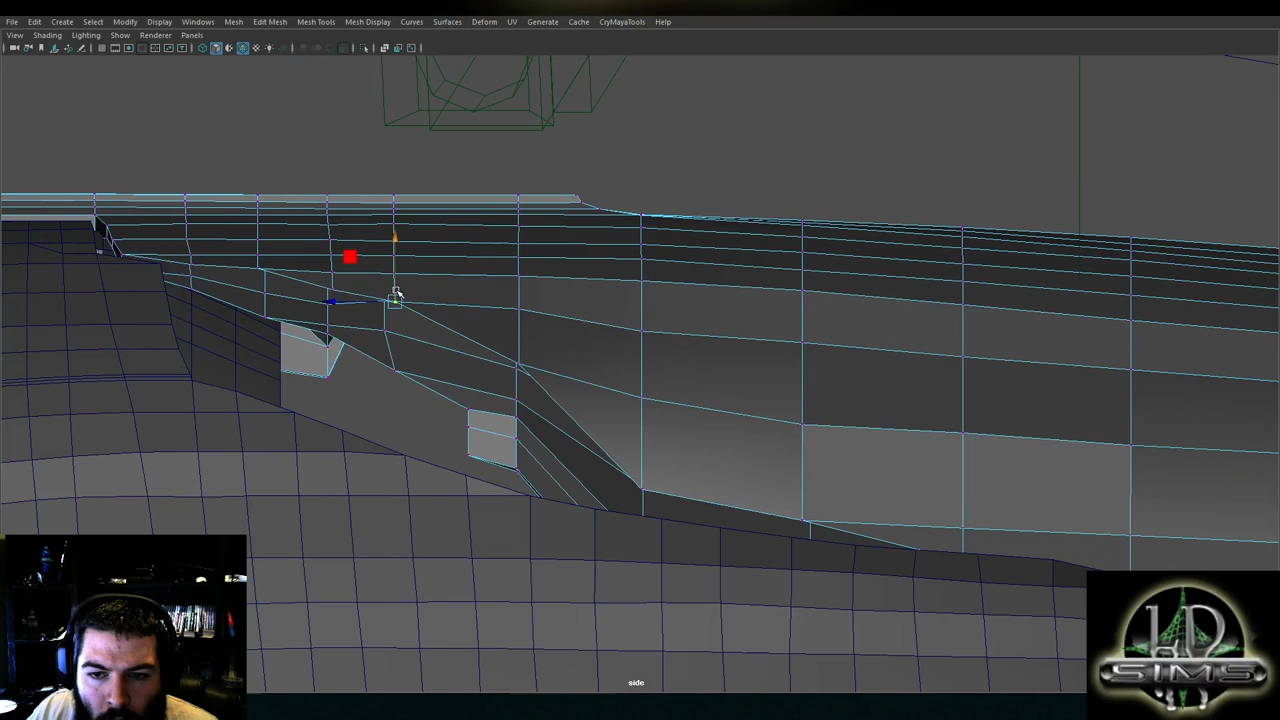 File Edit Create Select Modify Display Windows Mesh Edit Mesh Mesh Tools Mesh Display Curves Surfaces Deform UV Generate Cache CryMayaTools Help
View Shading Lighting Show Renderer Panels
side
SIMS